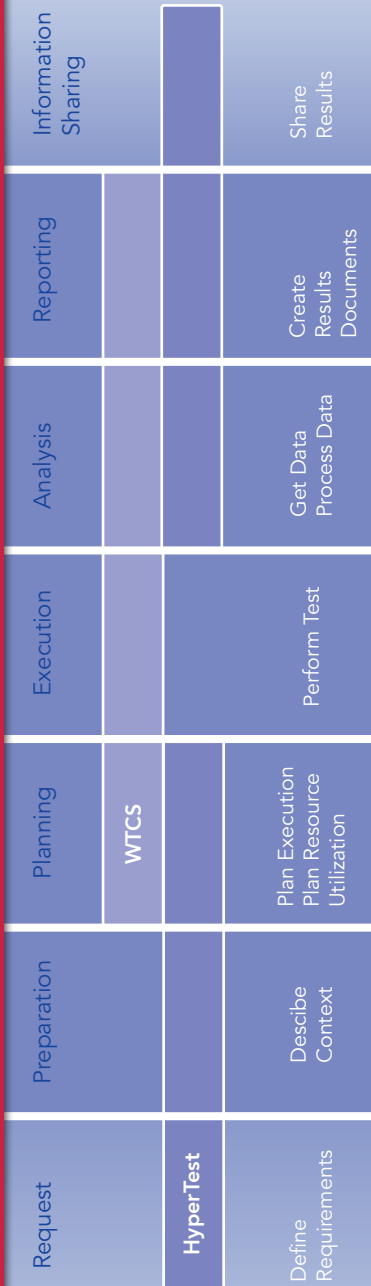 Request
Preparation
Planning
Execution
Analysis
Reporting
Information
Sharing
WTCS
HyperTest
Define
Requirements
Descibe
Context
Plan Execution
Plan Resource
Utilization
Perform Test
Get Data
Process Data
Create
Results
Documents
Share
Results